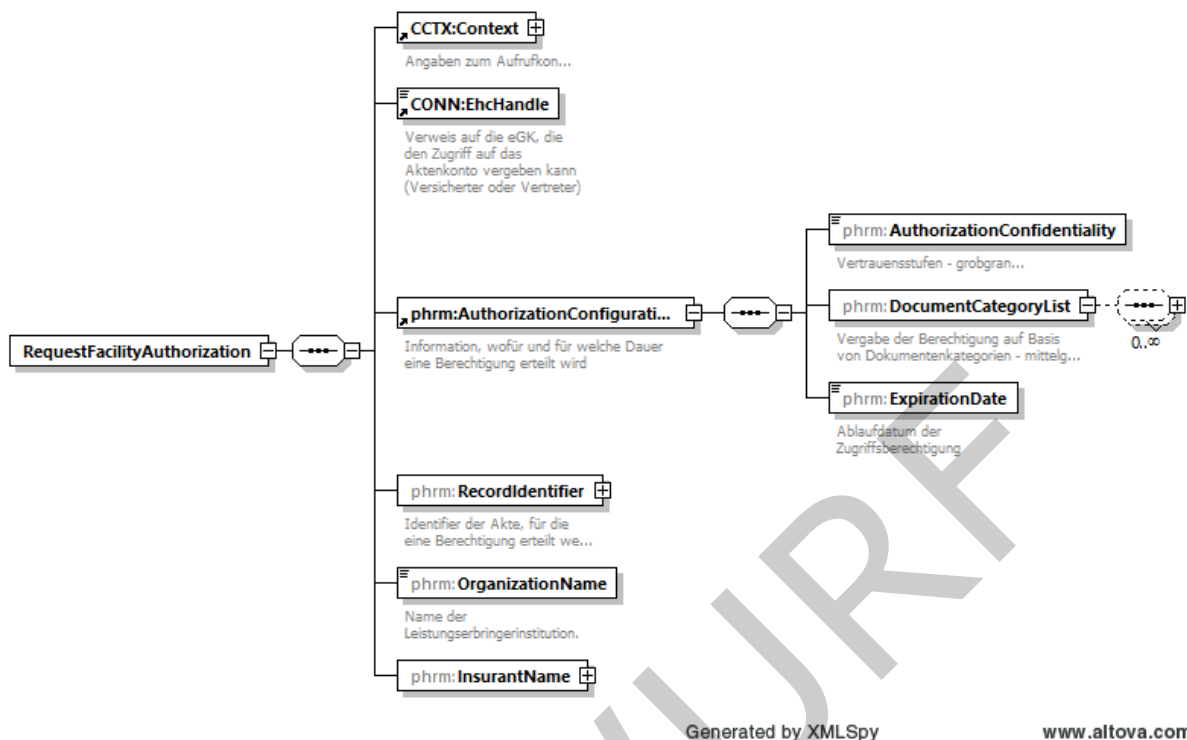 CCTX:Context
Angaben zum Aufrufkon...
CONN:EhcHandle
Verweis auf die eGK, die
den Zugriff auf das
Aktenkonto vergeben kann
(Versicherter oder Vertreter)
RequestFacilityAuthorization
phrm:AuthorizationConfigurati...
Information, wofür und für welche Dauer
eine Berechtigung erteilt wird
phrm:AuthorizationConfidentiality
Vertrauensstufen - grobgran...
phrm:DocumentCategoryList
Vergabe der Berechtigung auf Basis
von Dokumentenkategorien - mittelg...
0..∞
phrm:ExpirationDate
Ablaufdatum der
Zugriffsberechtigung
phrm:RecordIdentifier
Identifier der Akte, für die
eine Berechtigung erteilt we...
phrm:OrganizationName
Name der
Leistungserbringerinstitution.
phrm:InsurantName
Generated by XMLSpy
www.altova.com